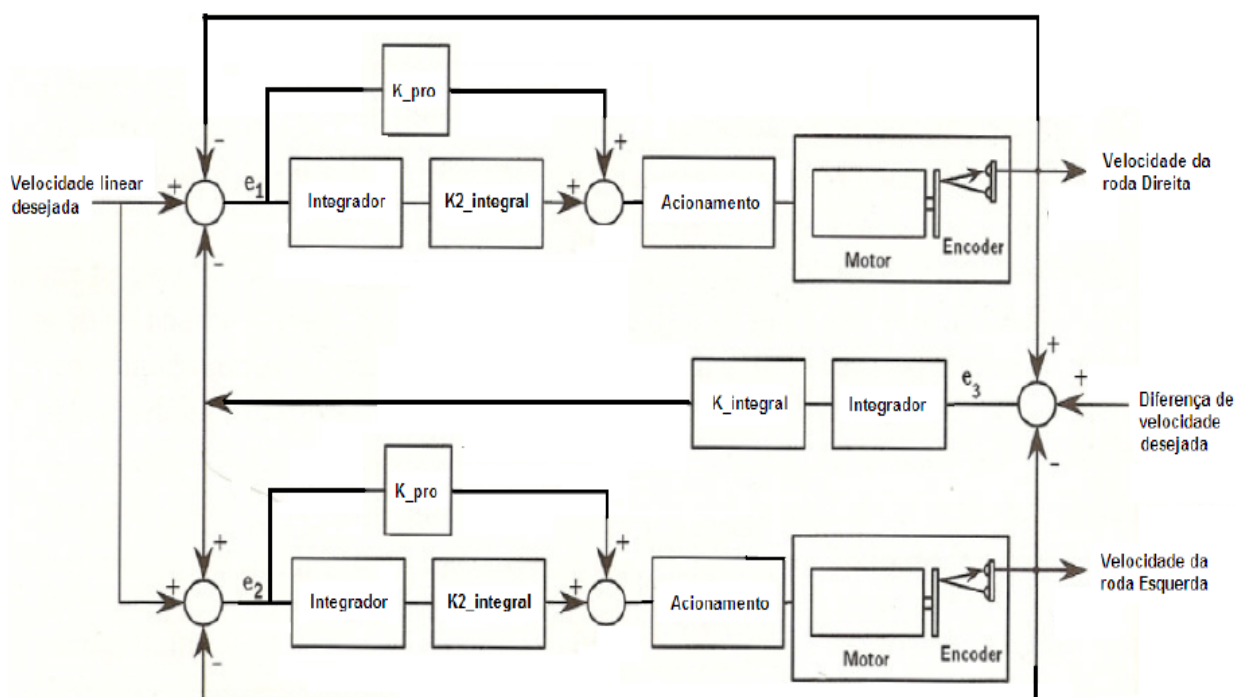 K_pro
-
+
Velocidade linear
desejada
+
e1
Integrador
K2_integral
+
Acionamento
Motor
Encoder
Velocidade da
roda Direita
-
+
K_integral
Integrador
e3
+
Diferença de
velocidade
desejada
-
K_pro
+
+
+
e2
Integrador
K2_integral
+
Acionamento
Motor
Encoder
Velocidade da
roda Esquerda
-